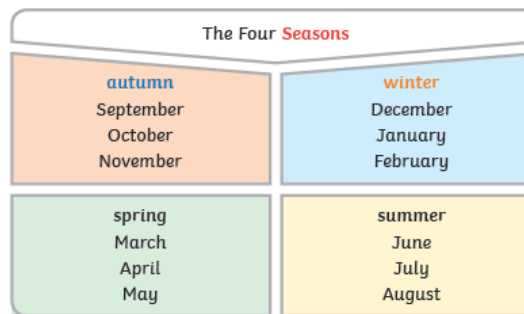 The Four Seasons
autumn
September
October
November
winter
December
January
February
spring
March
April
May
summer
June
July
August